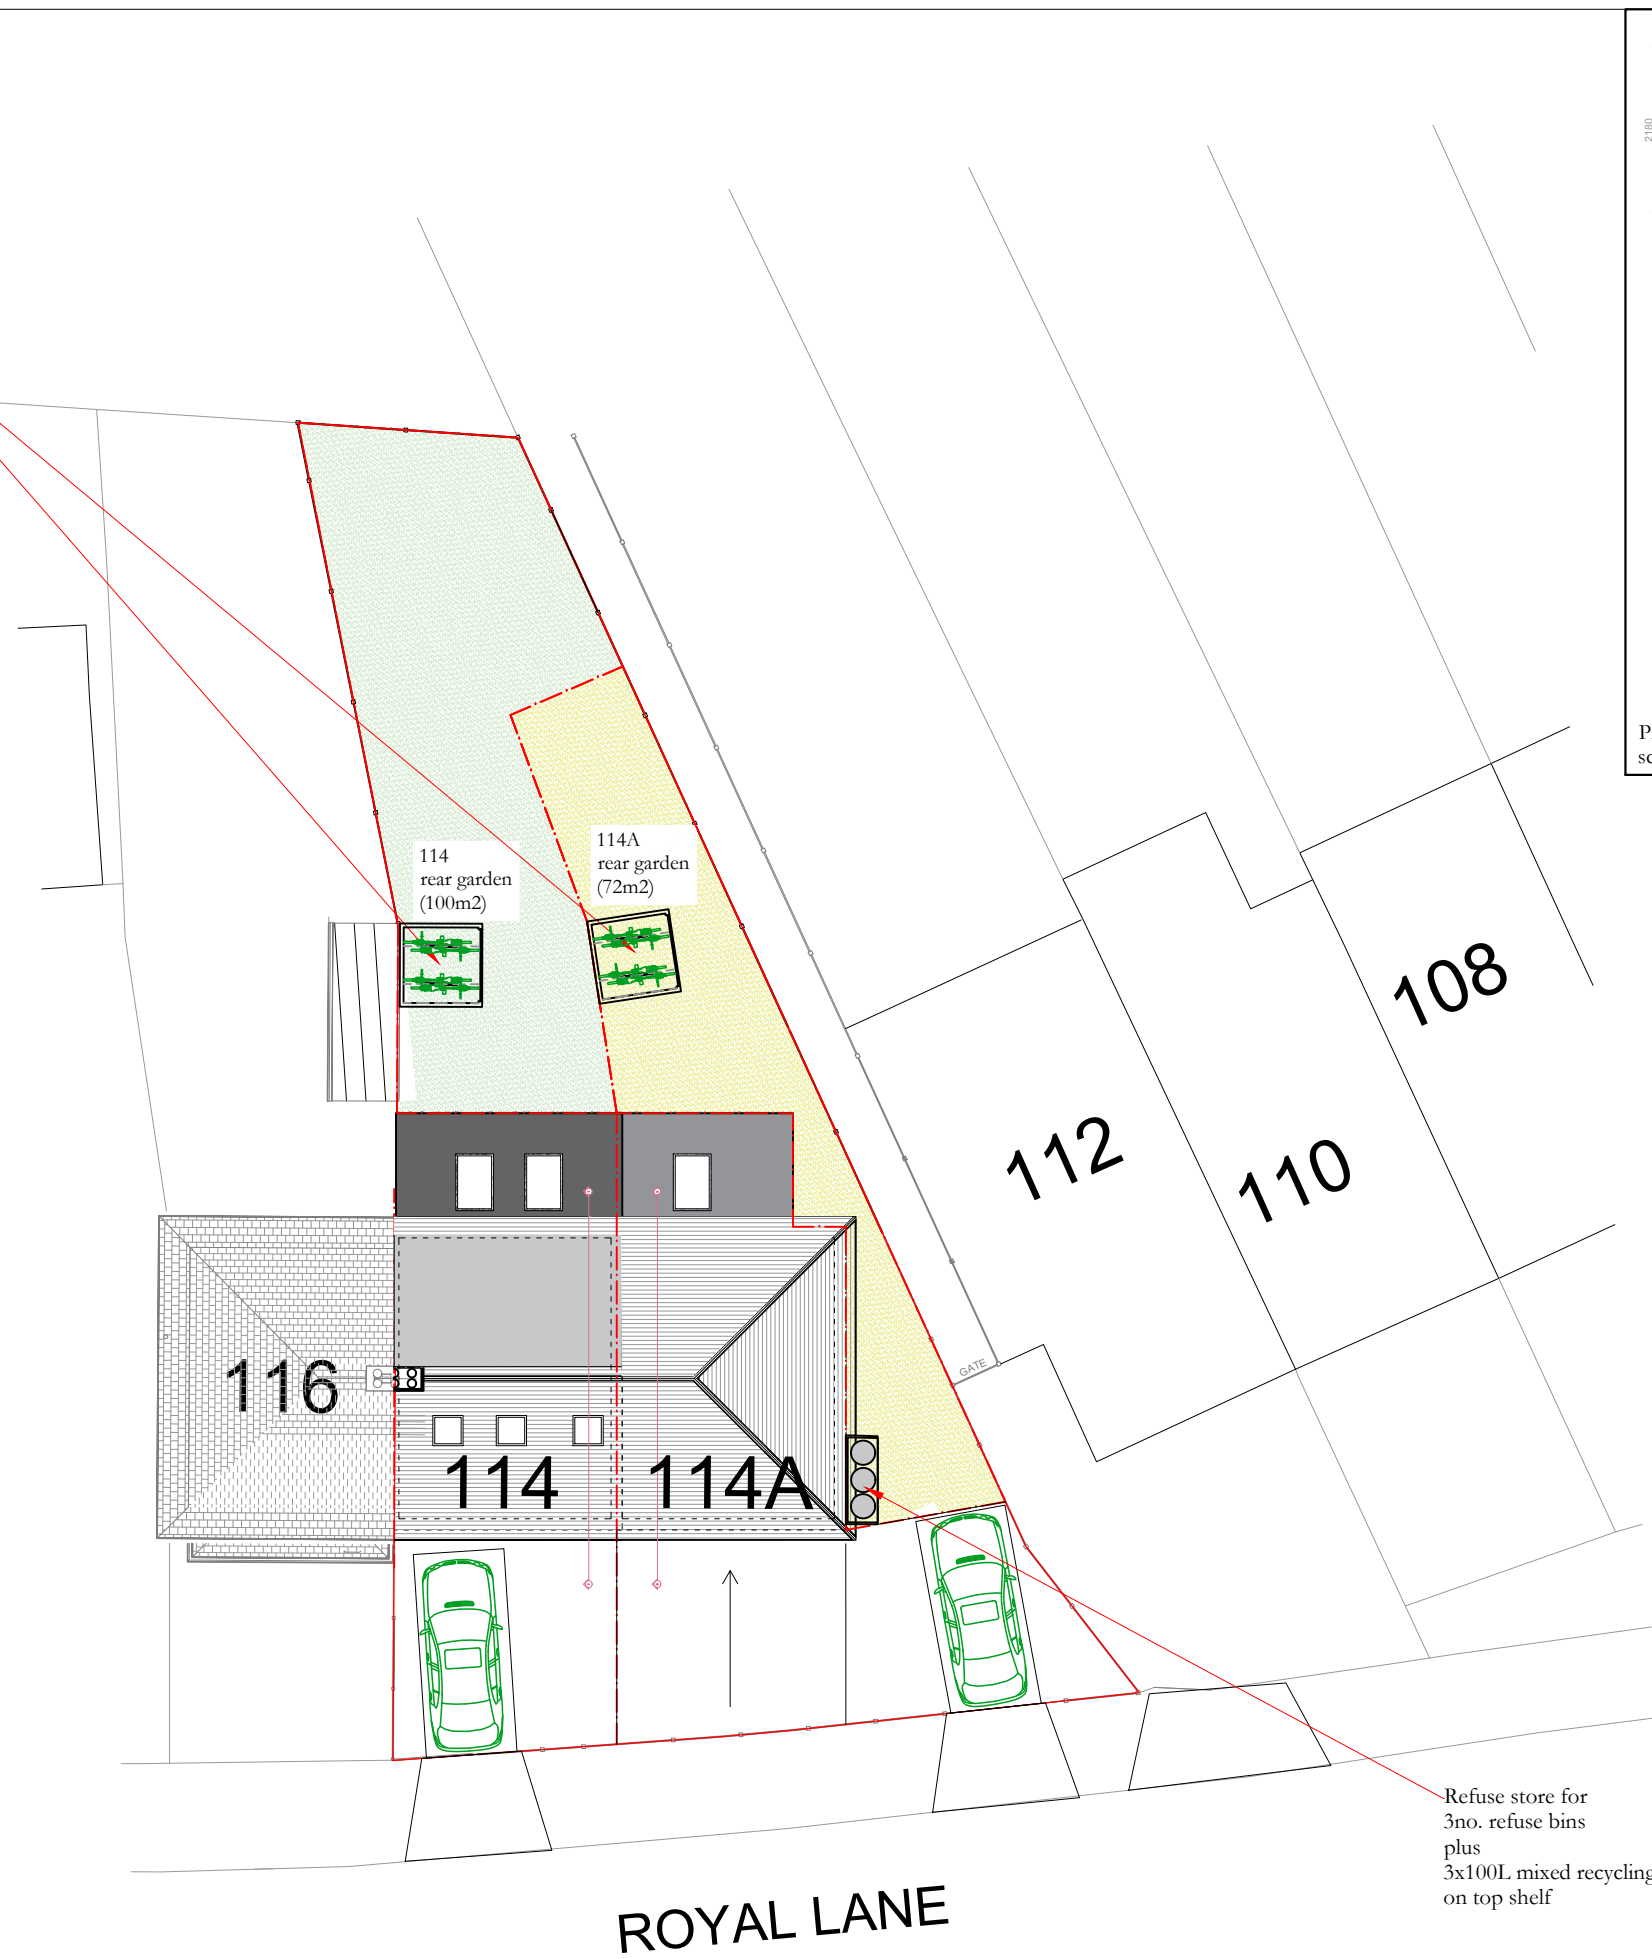 2180
114
rear garden
(100m2)
114A
rear garden
(72m2)
108
112
110
GATE
116
114
114A
Refuse store for
3no. refuse bins
plus
3x100L mixed recycling
on top shelf
ROYAL LANE